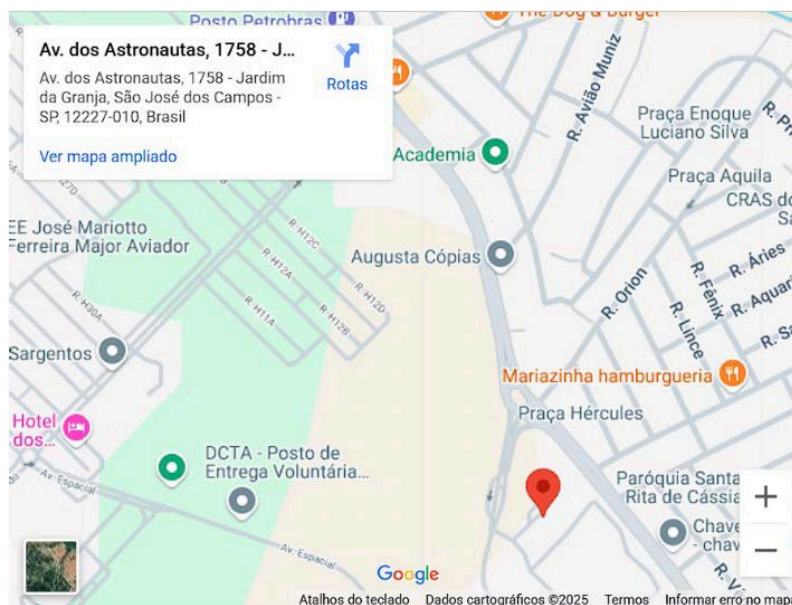 Posto Petrobras
The Dog & Burger
Av. dos Astronautas, 1758 - J...
Av. dos Astronautas, 1758 - Jardim
da Granja, São José dos Campos -
SP, 12227-010, Brasil
Rotas
Ver mapa ampliado
R. Avião Muniz
Academia
Praça Enoque
Luciano Silva
Praça Aquila
CRAS do
EE José Mariotto
Ferreira Major Aviador
R. H12C
R. H12A
R. H12B
R. H12D
R. H11A
R. H30A
Augusta Cópias
R. Orion
R. Fênix
R. Lince
R. Áries
R. Aquari
R. Sa
Sargentos
Mariazinha hamburgueria
Praça Hércules
Hotel
dos...
DCTA - Posto de
Entrega Voluntária...
Av. Espacial
Av. Espacial
Paróquia Santa
Rita de Cássia
Chave
- chav
R. V
Google
Atalhos do teclado
Dados cartográficos ©2025
Termos
Informar erro no mapa